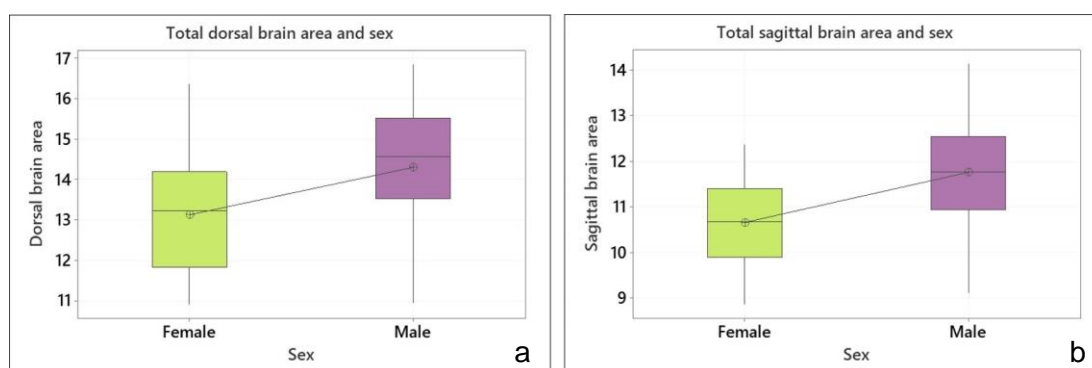 Total dorsal brain area and sex
17
16
15
14
13
12
11
Dorsal brain area
Female Male
Sex
a
Total sagittal brain area and sex
14
13
12
11
10
9
Sagittal brain area
Female Male
Sex
b